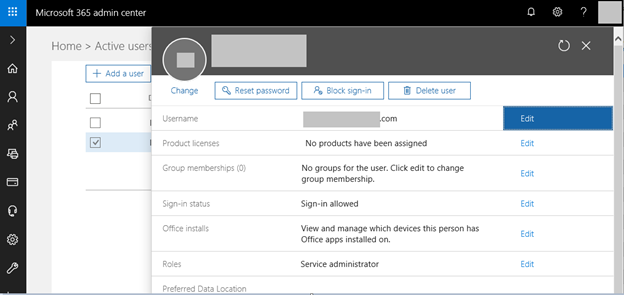 Microsoft 365 admin center
?
Home > Active users
+ Add a user
Change
Reset password
Block sign-in
Delete user
Username
.com
Edit
Product licenses
No products have been assigned
Edit
Group memberships (0)
No groups for the user. Click edit to change
group membership.
Edit
Sign-in status
Sign-in allowed
Edit
Office installs
View and manage which devices this person has
Office apps installed on.
Edit
Roles
Service administrator
Edit
Preferred Data Location